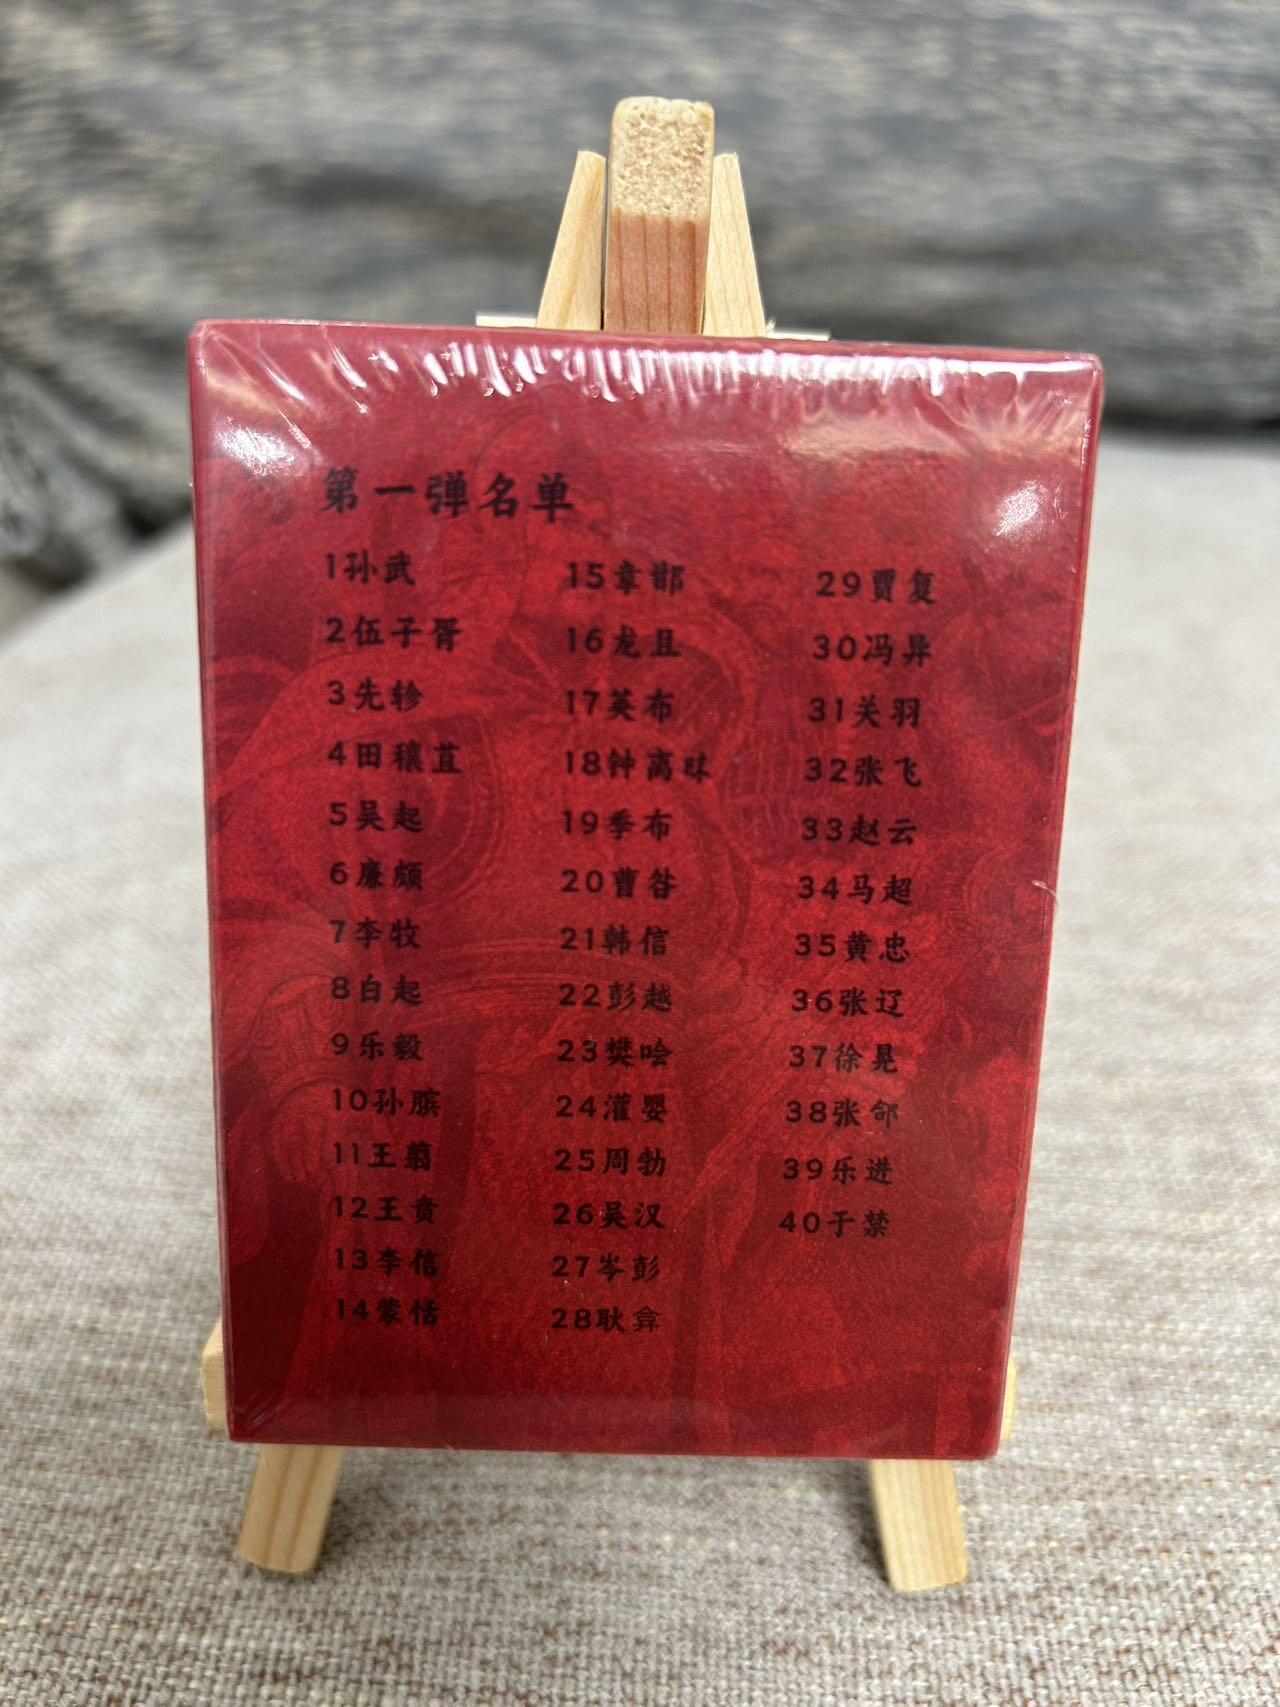 第一弹名单
1孙武
2伍子胥
3先轸
4田穰苴
5吴起
6廉颇
7李牧
8白起
9乐毅
10孙膑
11王翦
12王贲
13李信
14蒙恬
15章邯
16龙且
17英布
18钟离眜
19季布
20曹咎
21韩信
22彭越
23樊哙
24灌婴
25周勃
26吴汉
27岑彭
28耿弇
29贾复
30冯异
31关羽
32张飞
33赵云
34马超
35黄忠
36张辽
37徐晃
38张郃
39乐进
40于禁